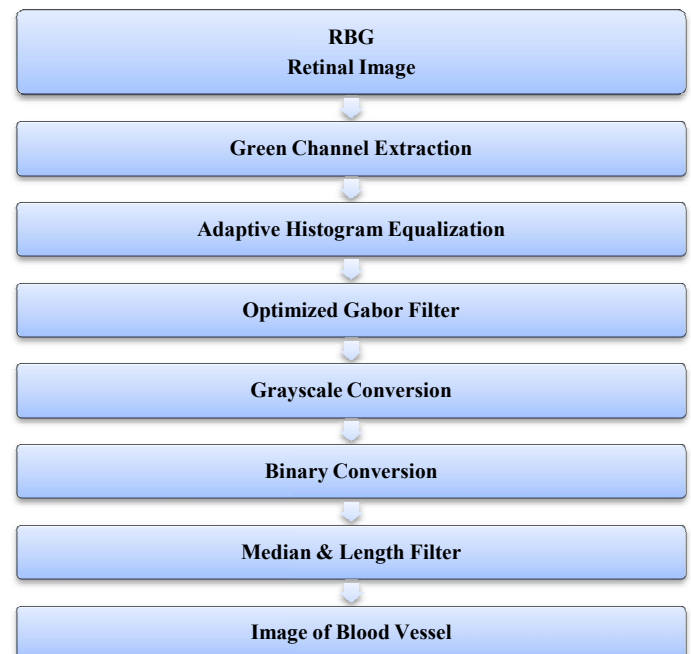 RBG
Retinal Image
Green Channel Extraction
Adaptive Histogram Equalization
Optimized Gabor Filter
Grayscale Conversion
Binary Conversion
Median & Length Filter
Image of Blood Vessel